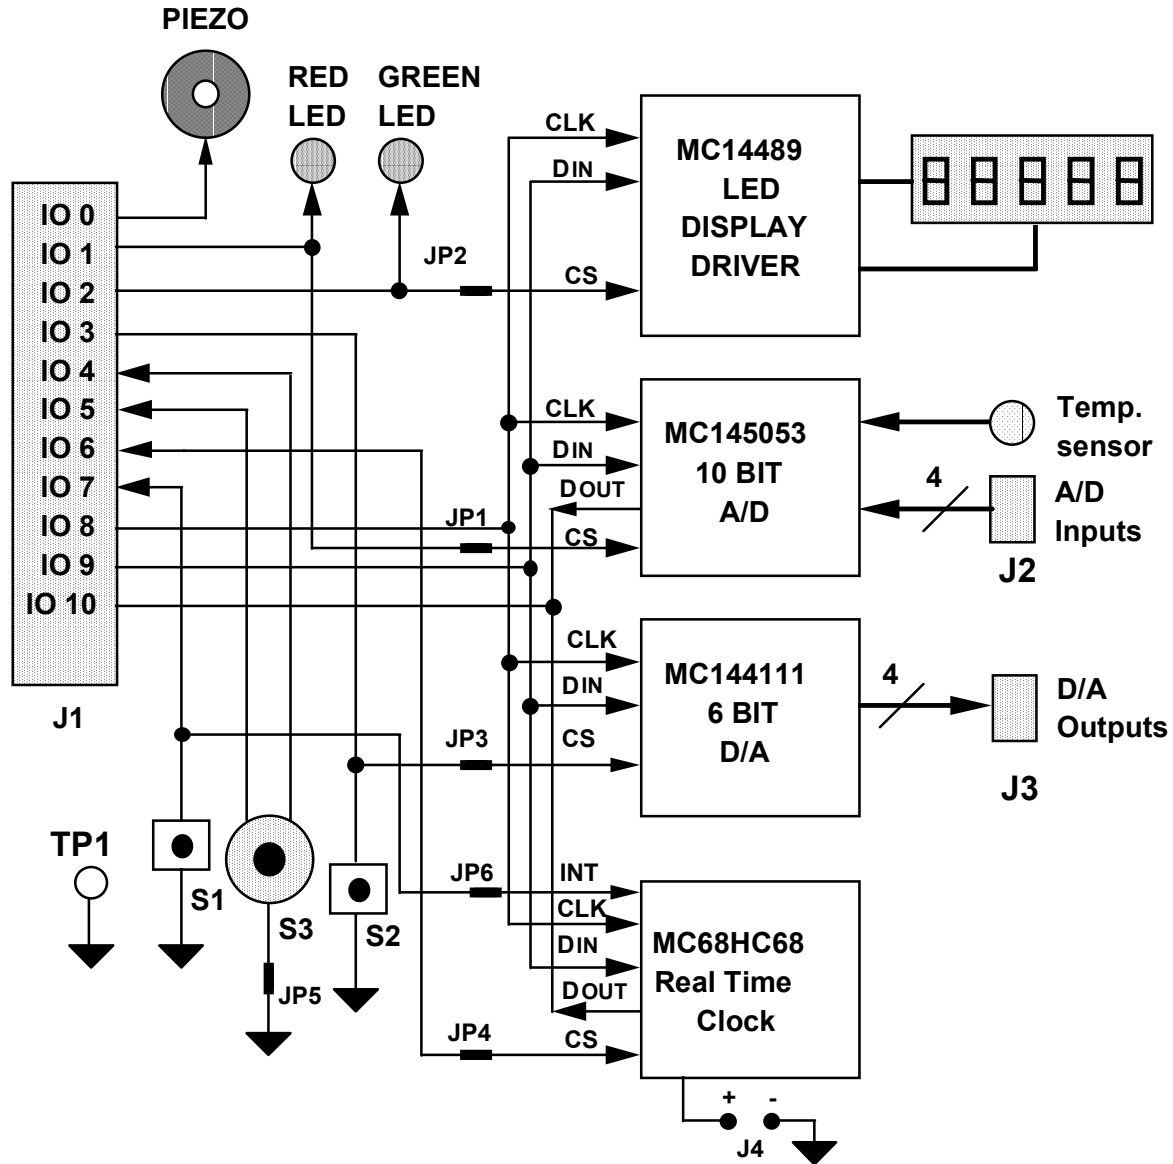 PIEZO
RED
LED
GREEN
LED
IO 0
IO 1
IO 2
IO 3
IO 4
IO 5
IO 6
IO 7
IO 8
IO 9
IO 10
J1
JP2
CLK
DIN
CS
MC14489
LED
DISPLAY
DRIVER
CLK
DIN
DOUT
JP1
CS
MC145053
10 BIT
A/D
Temp.
sensor
4
A/D
Inputs
J2
CLK
DIN
JP3
CS
MC144111
6 BIT
D/A
4
D/A
Outputs
J3
TP1
S1
S3
S2
JP5
JP6
INT
CLK
DIN
DOUT
JP4
CS
MC68HC68
Real Time
Clock
+ -
J4